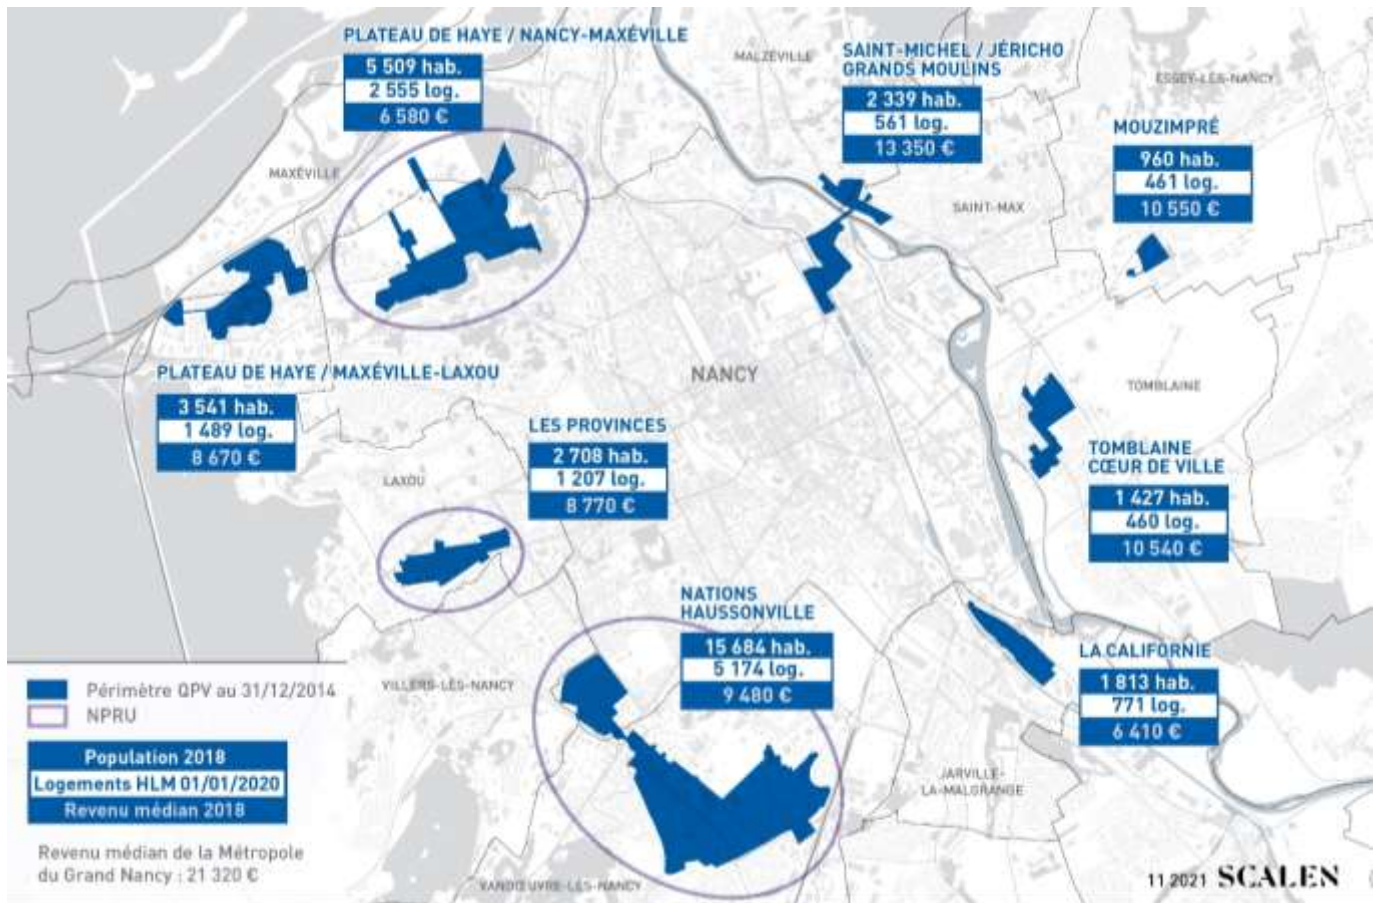 PLATEAU DE HAYE / NANCY-MAXÉVILLE
5 509 hab.
2 555 log.
6 580 €
MALZÉVILLE
SAINT-MICHEL / JÉRICHO
GRANDS MOULINS
2 339 hab.
561 log.
13 350 €
ESSEY-LÈS-NANCY
MOUZIMPRÉ
960 hab.
461 log.
10 550 €
MAXÉVILLE
SAINT-MAX
PLATEAU DE HAYE / MAXÉVILLE-LAXOU
3 541 hab.
1 489 log.
8 670 €
NANCY
TOMBLAINE
LES PROVINCES
2 708 hab.
1 207 log.
8 770 €
LAXOU
TOMBLAINE
CŒUR DE VILLE
1 427 hab.
460 log.
10 540 €
NATIONS
HAUSSONVILLE
15 684 hab.
5 174 log.
9 480 €
LA CALIFORNIE
1 813 hab.
771 log.
6 410 €
VILLERS-LÈS-NANCY
JARVILLE-
LA-MALGRANGE
VANDŒUVRE-LÈS-NANCY
Périmètre QPV au 31/12/2014
NPRU
Population 2018
Logements HLM 01/01/2020
Revenu médian 2018
Revenu médian de la Métropole
du Grand Nancy : 21 320 €
11 2021 SCALEN